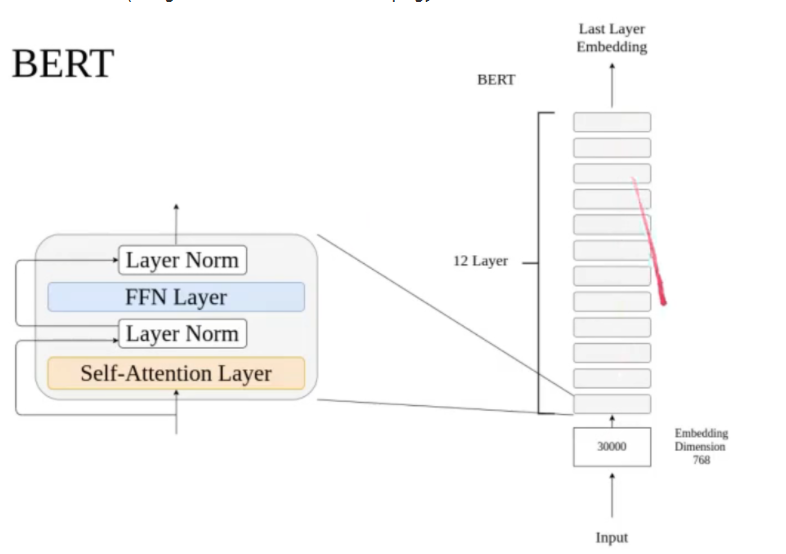 BERT
Last Layer
Embedding
BERT
12 Layer
Layer Norm
FFN Layer
Layer Norm
Self-Attention Layer
30000
Embedding
Dimension
768
Input